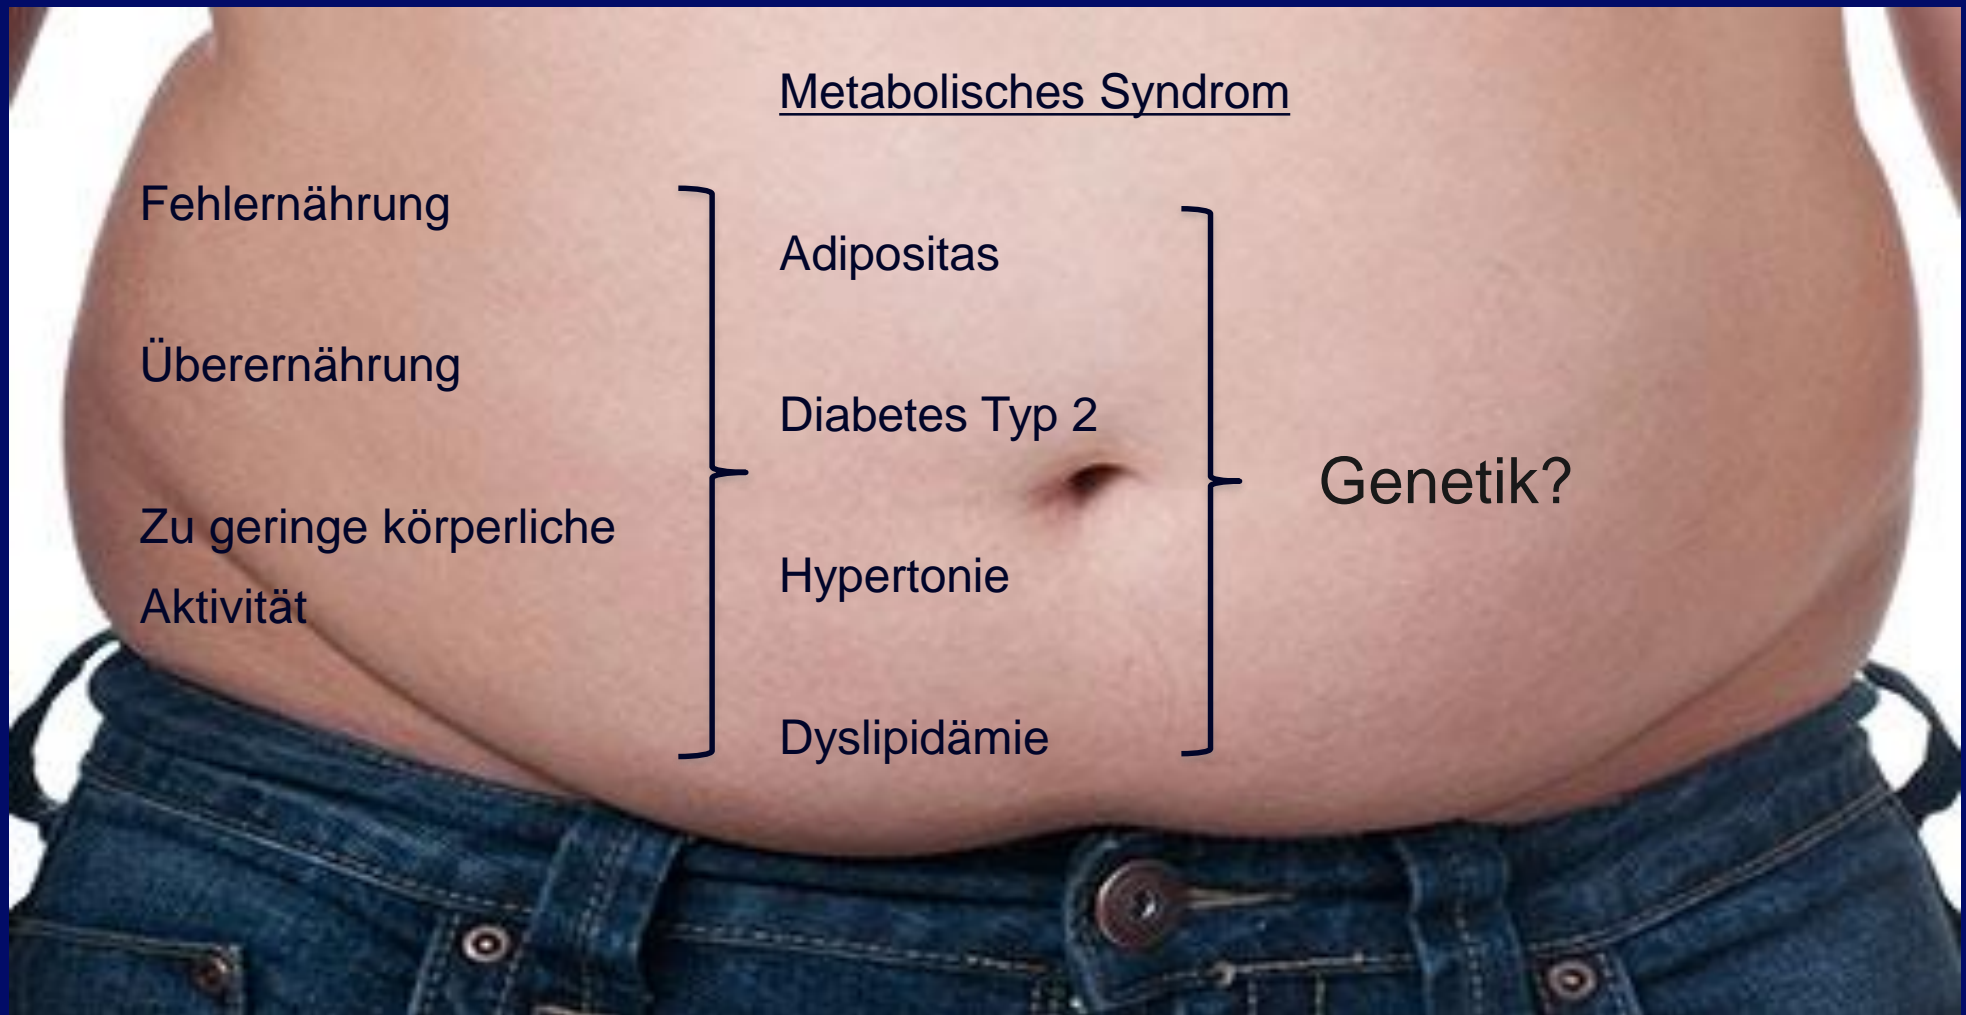 Metabolisches Syndrom
Fehlernährung
Überernährung
Zu geringe körperliche
Aktivität
Adipositas
Diabetes Typ 2
Hypertonie
Dyslipidämie
Genetik?